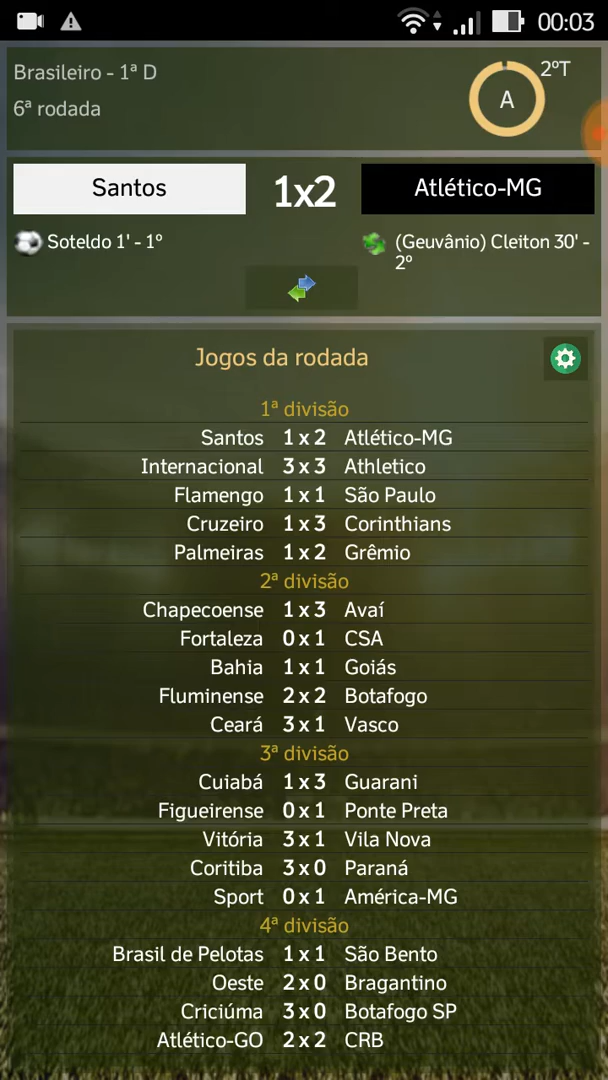 00:03
Brasileiro - 1ª D
2ºT
6ª rodada
A
Santos 1x2 Atlético-MG
Soteldo 1' - 1º
(Geuvânio) Cleiton 30' -
2º
Jogos da rodada
1ª divisão
Santos 1 x 2 Atlético-MG
Internacional 3 x 3 Athletico
Flamengo 1 x 1 São Paulo
Cruzeiro 1 x 3 Corinthians
Palmeiras 1 x 2 Grêmio
2ª divisão
Chapecoense 1 x 3 Avaí
Fortaleza 0 x 1 CSA
Bahia 1 x 1 Goiás
Fluminense 2 x 2 Botafogo
Ceará 3 x 1 Vasco
3ª divisão
Cuiabá 1 x 3 Guarani
Figueirense 0 x 1 Ponte Preta
Vitória 3 x 1 Vila Nova
Coritiba 3 x 0 Paraná
Sport 0 x 1 América-MG
4ª divisão
Brasil de Pelotas 1 x 1 São Bento
Oeste 2 x 0 Bragantino
Criciúma 3 x 0 Botafogo SP
Atlético-GO 2 x 2 CRB